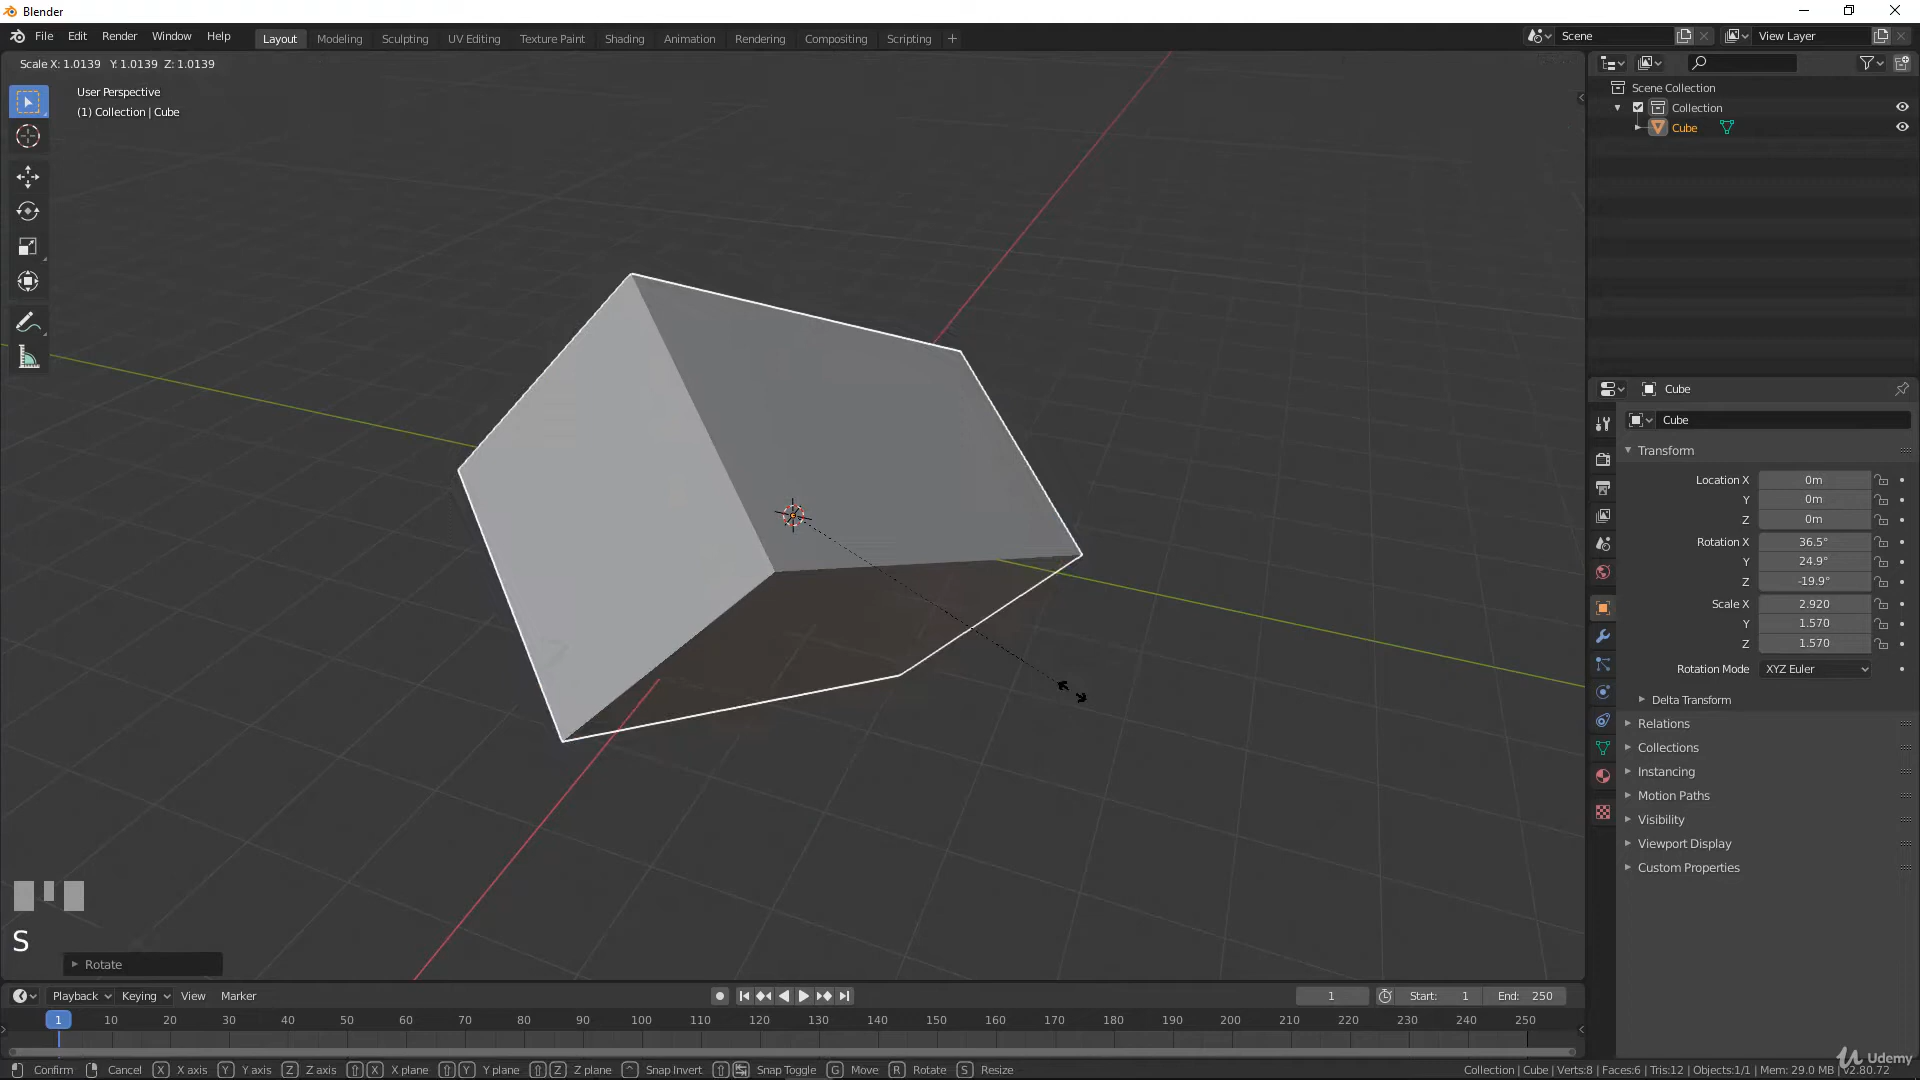 Blender
File Edit Render Window Help Layout Modeling Sculpting UV Editing Texture Paint Shading Animation Rendering Compositing Scripting + Scene View Layer
Scale X: 1.0139 Y: 1.0139 Z: 1.0139
User Perspective
(1) Collection | Cube
Scene Collection
Collection
Cube
Cube
Cube
Transform
Location X 0m
Y 0m
Z 0m
Rotation X 36.5°
Y 24.9°
Z -19.9°
Scale X 2.920
Y 1.570
Z 1.570
Rotation Mode XYZ Euler
Delta Transform
Relations
Collections
Instancing
Motion Paths
Visibility
Viewport Display
Custom Properties
S
Rotate
Playback Keying View Marker 1 Start: 1 End: 250
1 10 20 30 40 50 60 70 80 90 100 110 120 130 140 150 160 170 180 190 200 210 220 230 240 250
Confirm Cancel X X axis Y Y axis Z Z axis X X plane Y Y plane Z Z plane Snap Invert Snap Toggle G Move R Rotate S Resize Collection | Cube | Verts:8 | Faces:6 | Tris:12 | Objects:1/1 | Mem: 29.0 MB | v2.80.72
Udemy